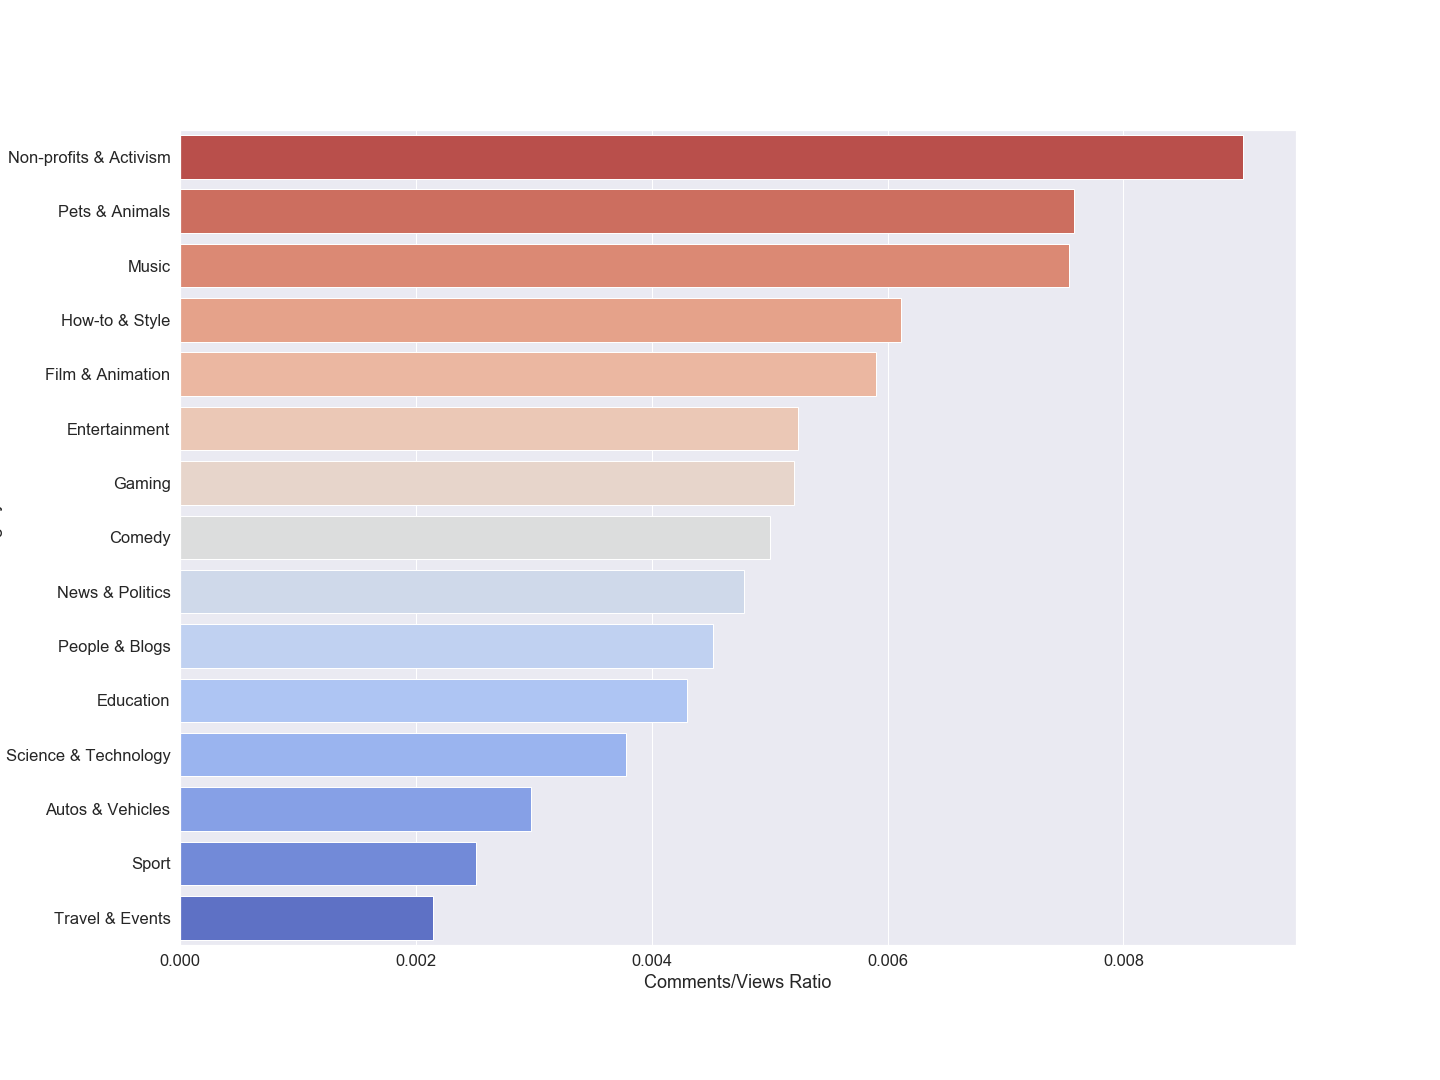 Non-profits & Activism
Pets & Animals
Music
How-to & Style
Film & Animation
Entertainment
Gaming
Comedy
News & Politics
People & Blogs
Education
Science & Technology
Autos & Vehicles
Sport
Travel & Events
0.000 0.002 0.004 0.006 0.008
Comments/Views Ratio